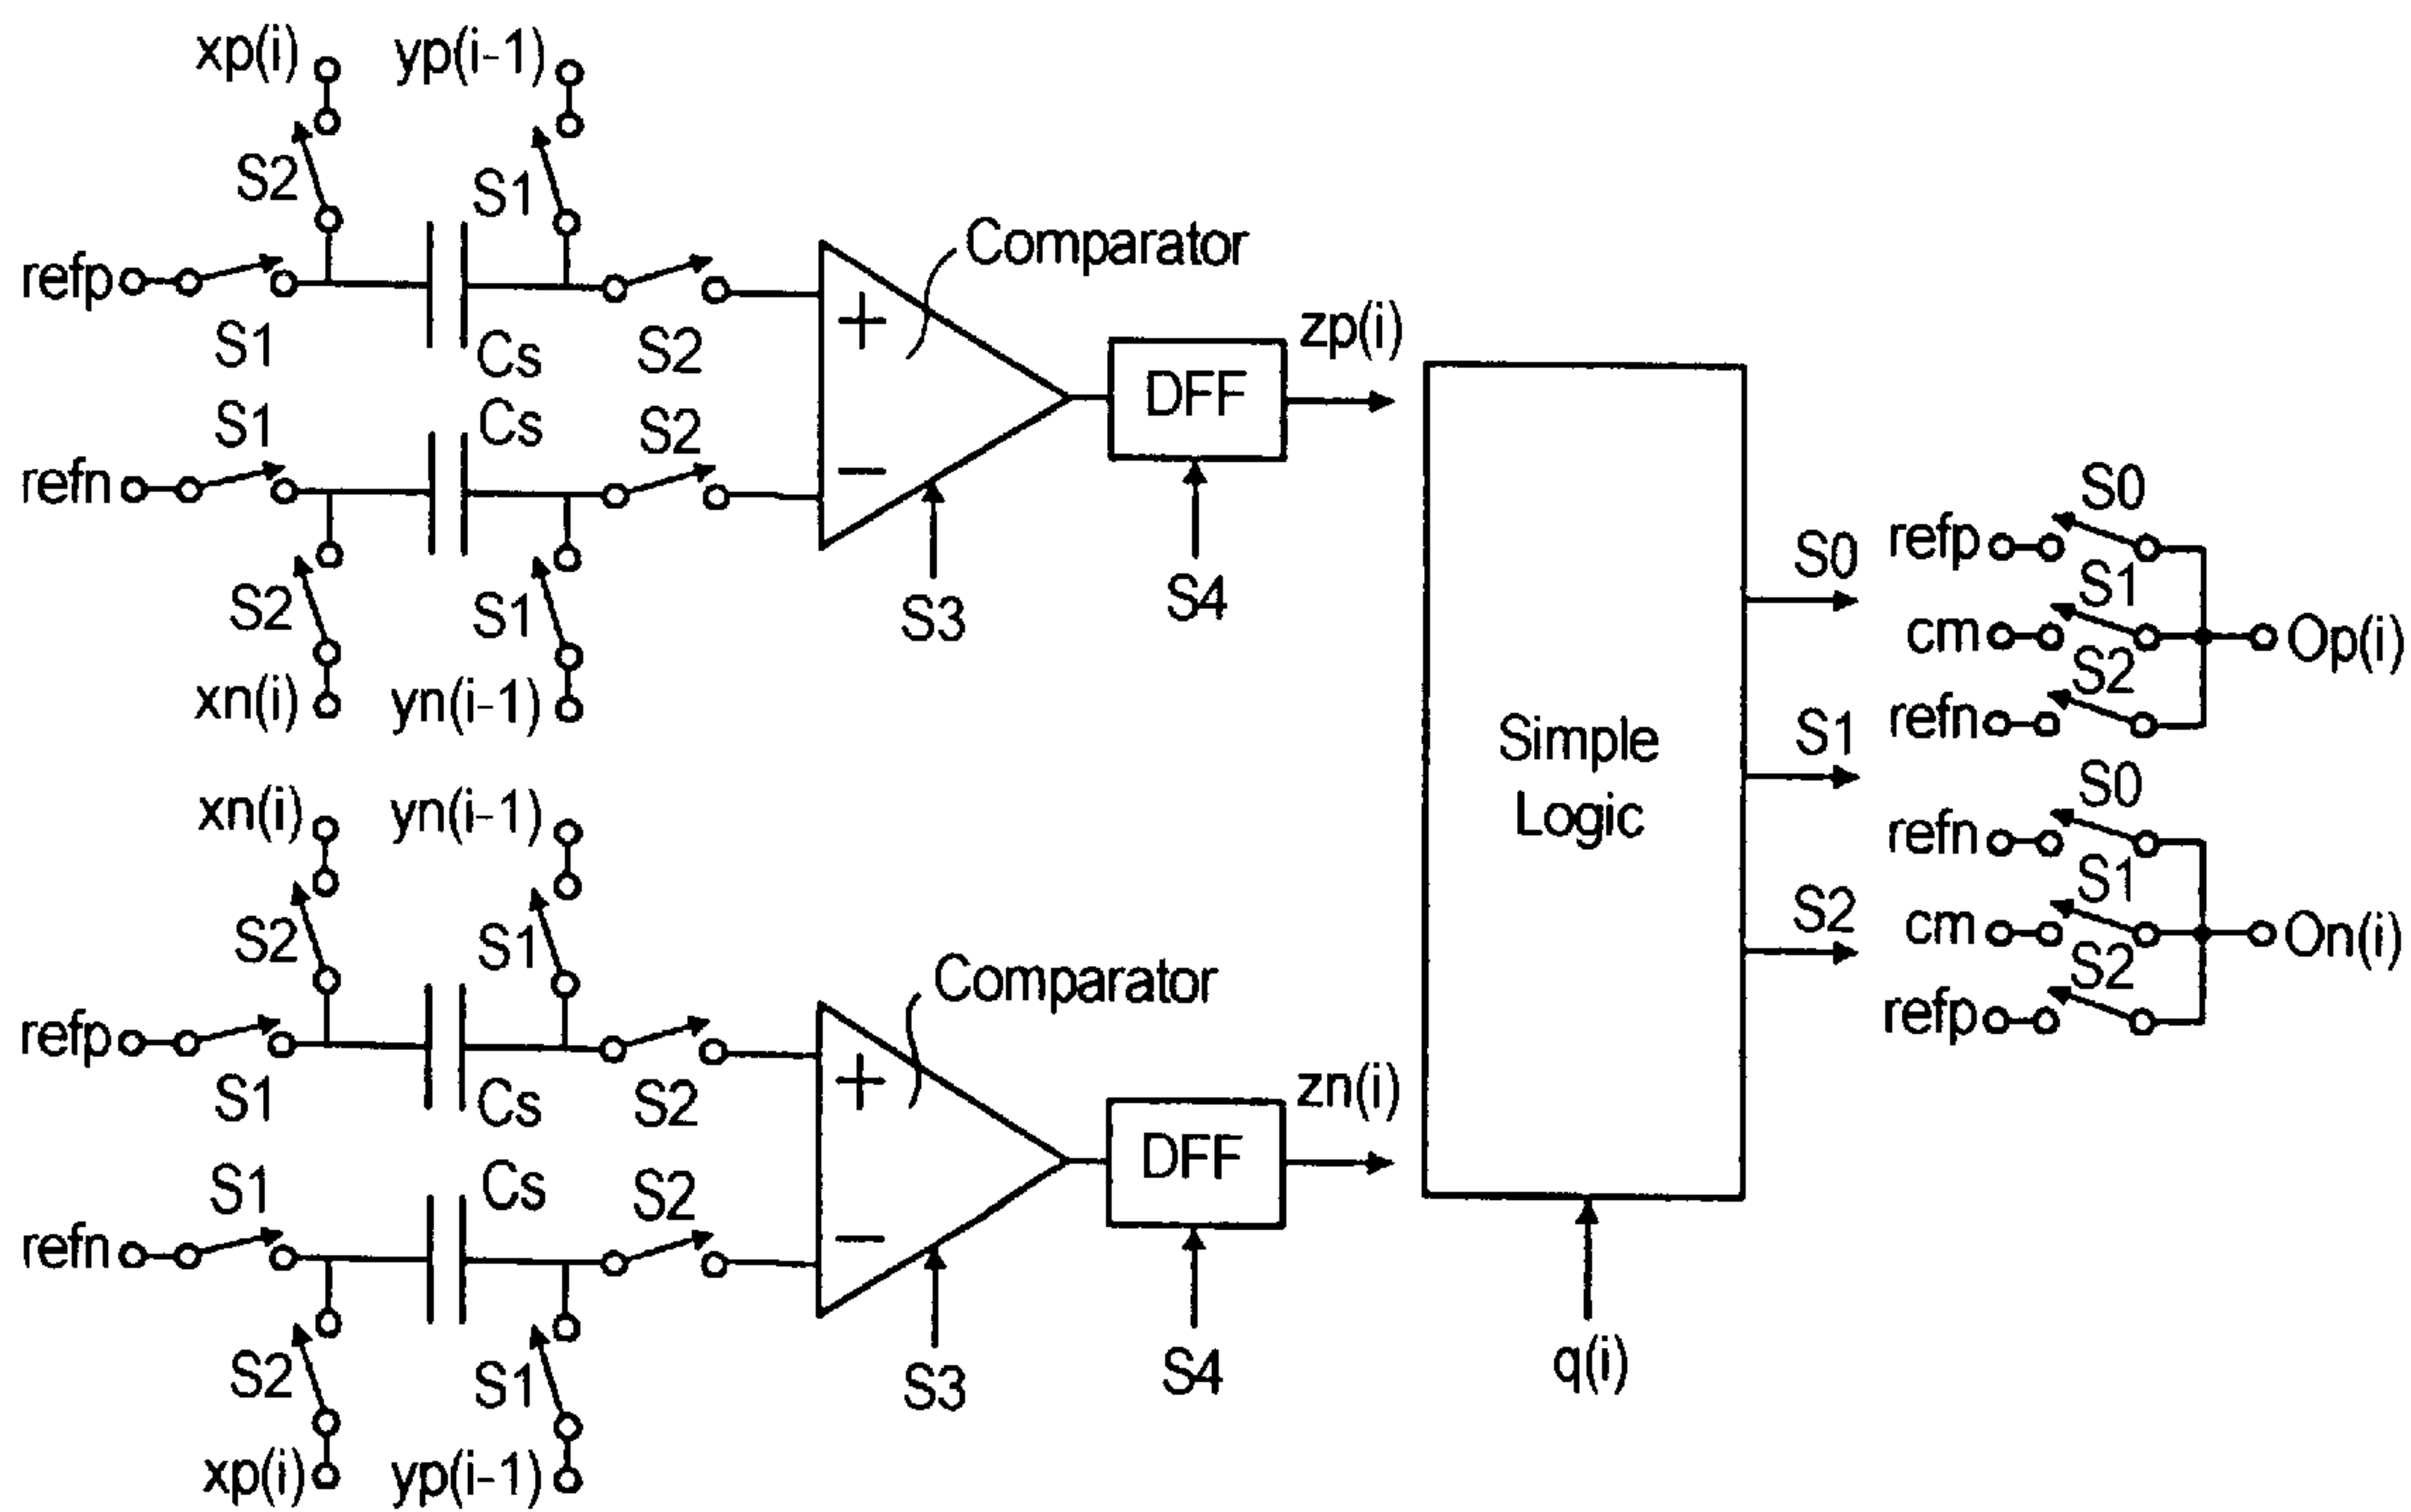 xp(i)
yp(i-1)
S2
S1
refp
S1
Cs
S2
+
Comparator
DFF
zp(i)
S1
Cs
S2
refn
−
S2
S1
S3
S4
xn(i)
yn(i-1)
xn(i)
yn(i-1)
S2
S1
refp
S1
Cs
S2
+
Comparator
DFF
zn(i)
S1
Cs
S2
refn
−
S2
S1
S3
S4
xp(i)
yp(i-1)
Simple
Logic
q(i)
S0
S1
S2
refp
S0
cm
S1
refn
S2
Op(i)
refn
S0
cm
S1
refp
S2
On(i)